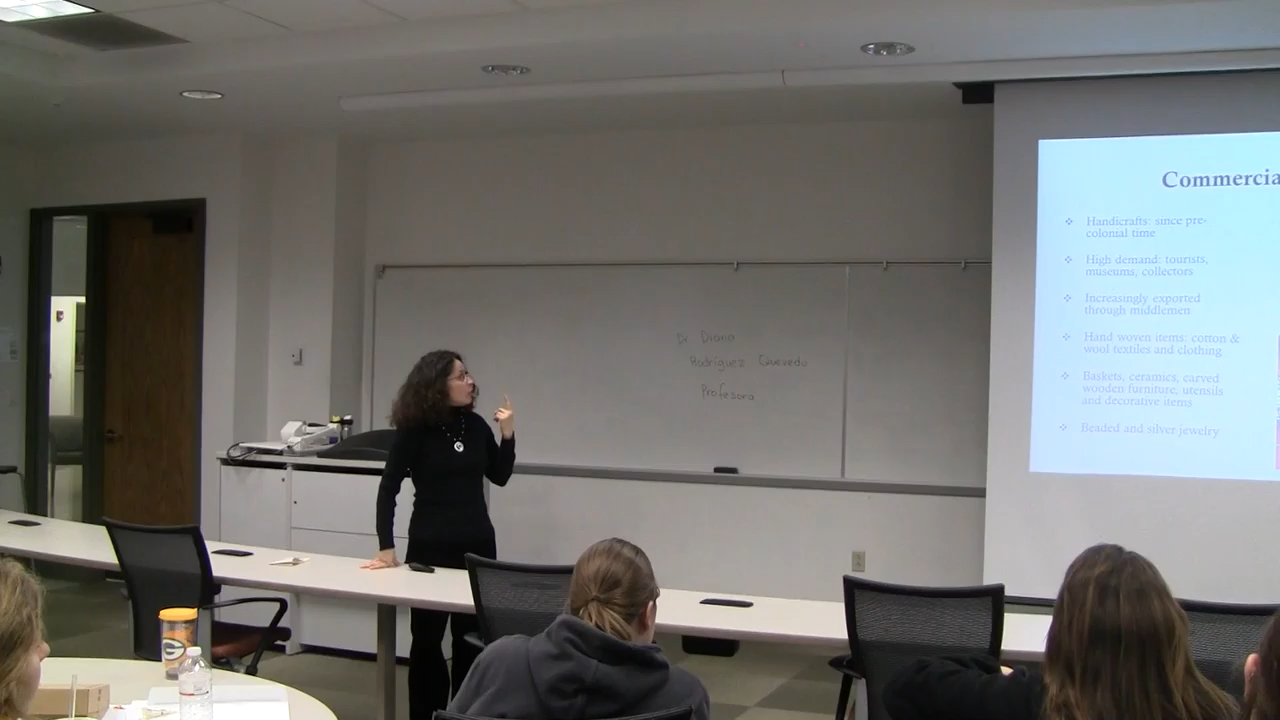 Dr Diana
Rodríguez Quevedo
Profesora
Commercia
❖ Handicrafts: since pre-
colonial time
❖ High demand: tourists,
museums, collectors
❖ Increasingly exported
through middlemen
❖ Hand woven items: cotton &
wool textiles and clothing
❖ Baskets, ceramics, carved
wooden furniture, utensils
and decorative items
❖ Beaded and silver jewelry
G